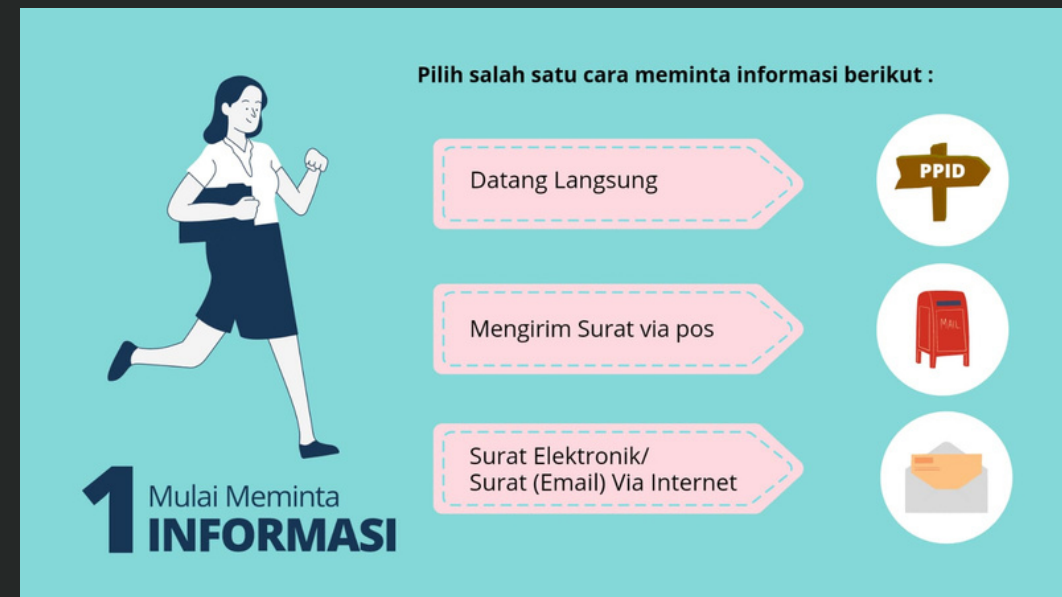 Pilih salah satu cara meminta informasi berikut :
Datang Langsung
PPID
Mengirim Surat via pos
MAIL
Surat Elektronik/
Surat (Email) Via Internet
1
Mulai Meminta
INFORMASI